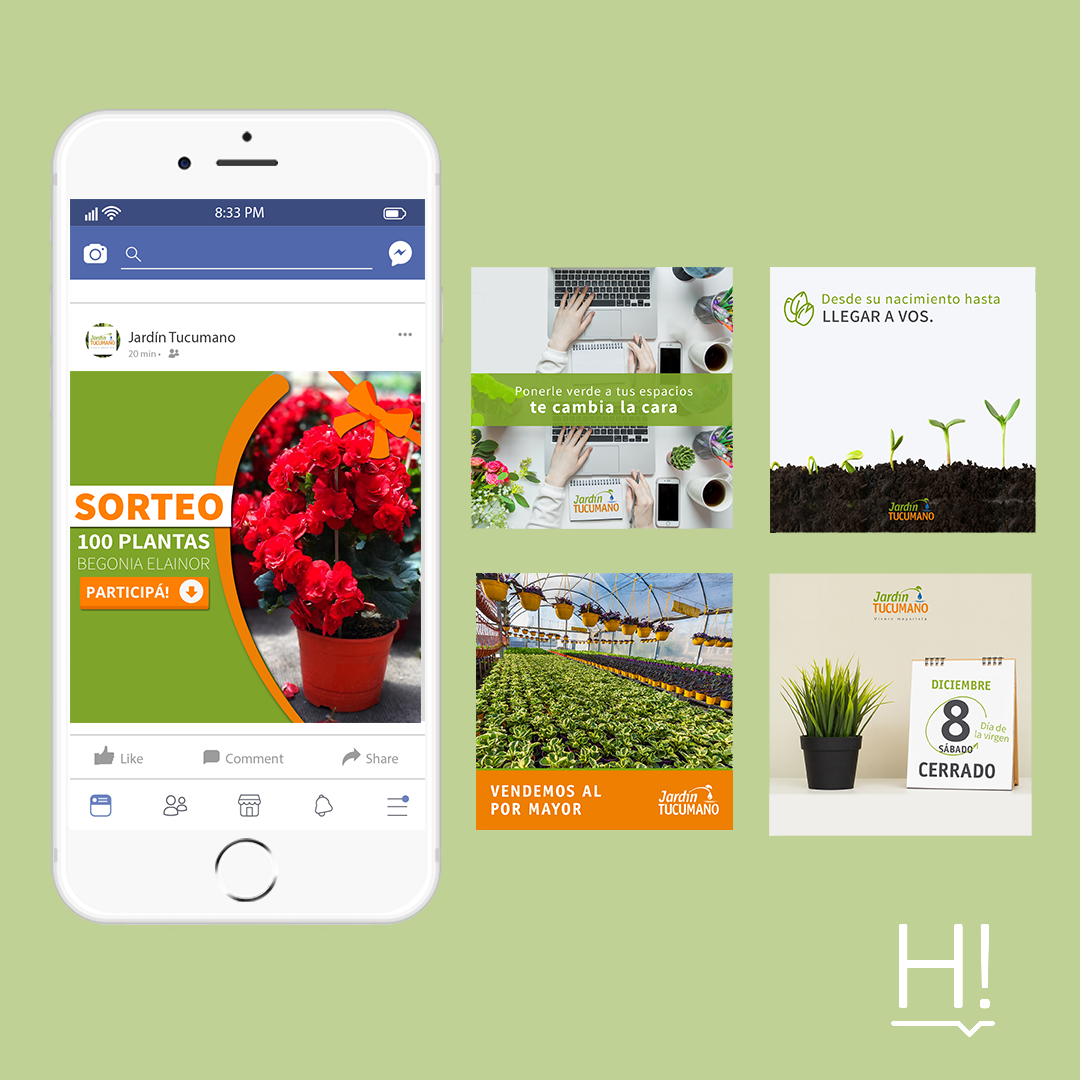 8:33 PM
Jardín
TUCUMANO
Jardín Tucumano
20 min •
SORTEO
100 PLANTAS
BEGONIA ELAINOR
PARTICIPÁ!
Like
Comment
Share
Ponerle verde a tus espacios
te cambia la cara
Jardín
TUCUMANO
Desde su nacimiento hasta
LLEGAR A VOS.
Jardín
TUCUMANO
VENDEMOS AL
POR MAYOR
Jardín
TUCUMANO
Jardín
TUCUMANO
Vivero mayorista
DICIEMBRE
8
Día de
la virgen
SÁBADO
CERRADO
H!